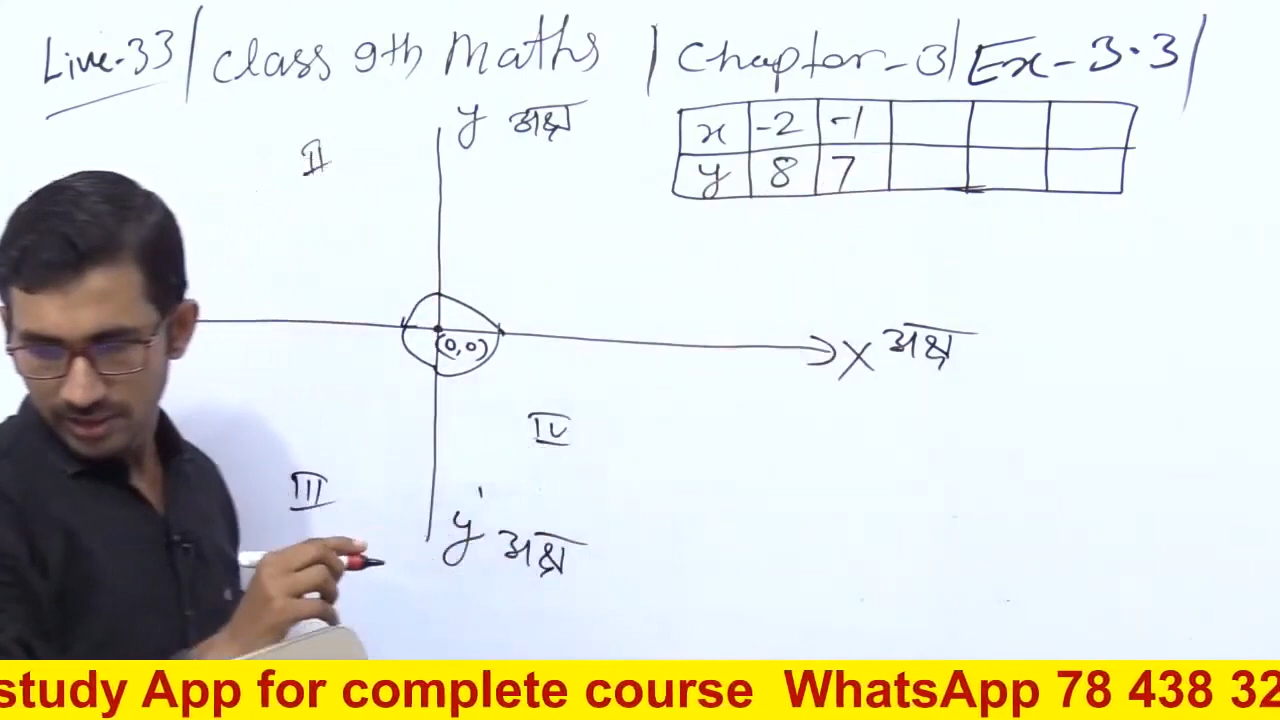 Live-33 / Class 9th Maths / Chapter-3 / Ex-3.3 /
y अक्ष
x -2 -1
y 8 7
II
(0,0)
X अक्ष
IV
III
y' अक्ष
study App for complete course WhatsApp 78 438 32